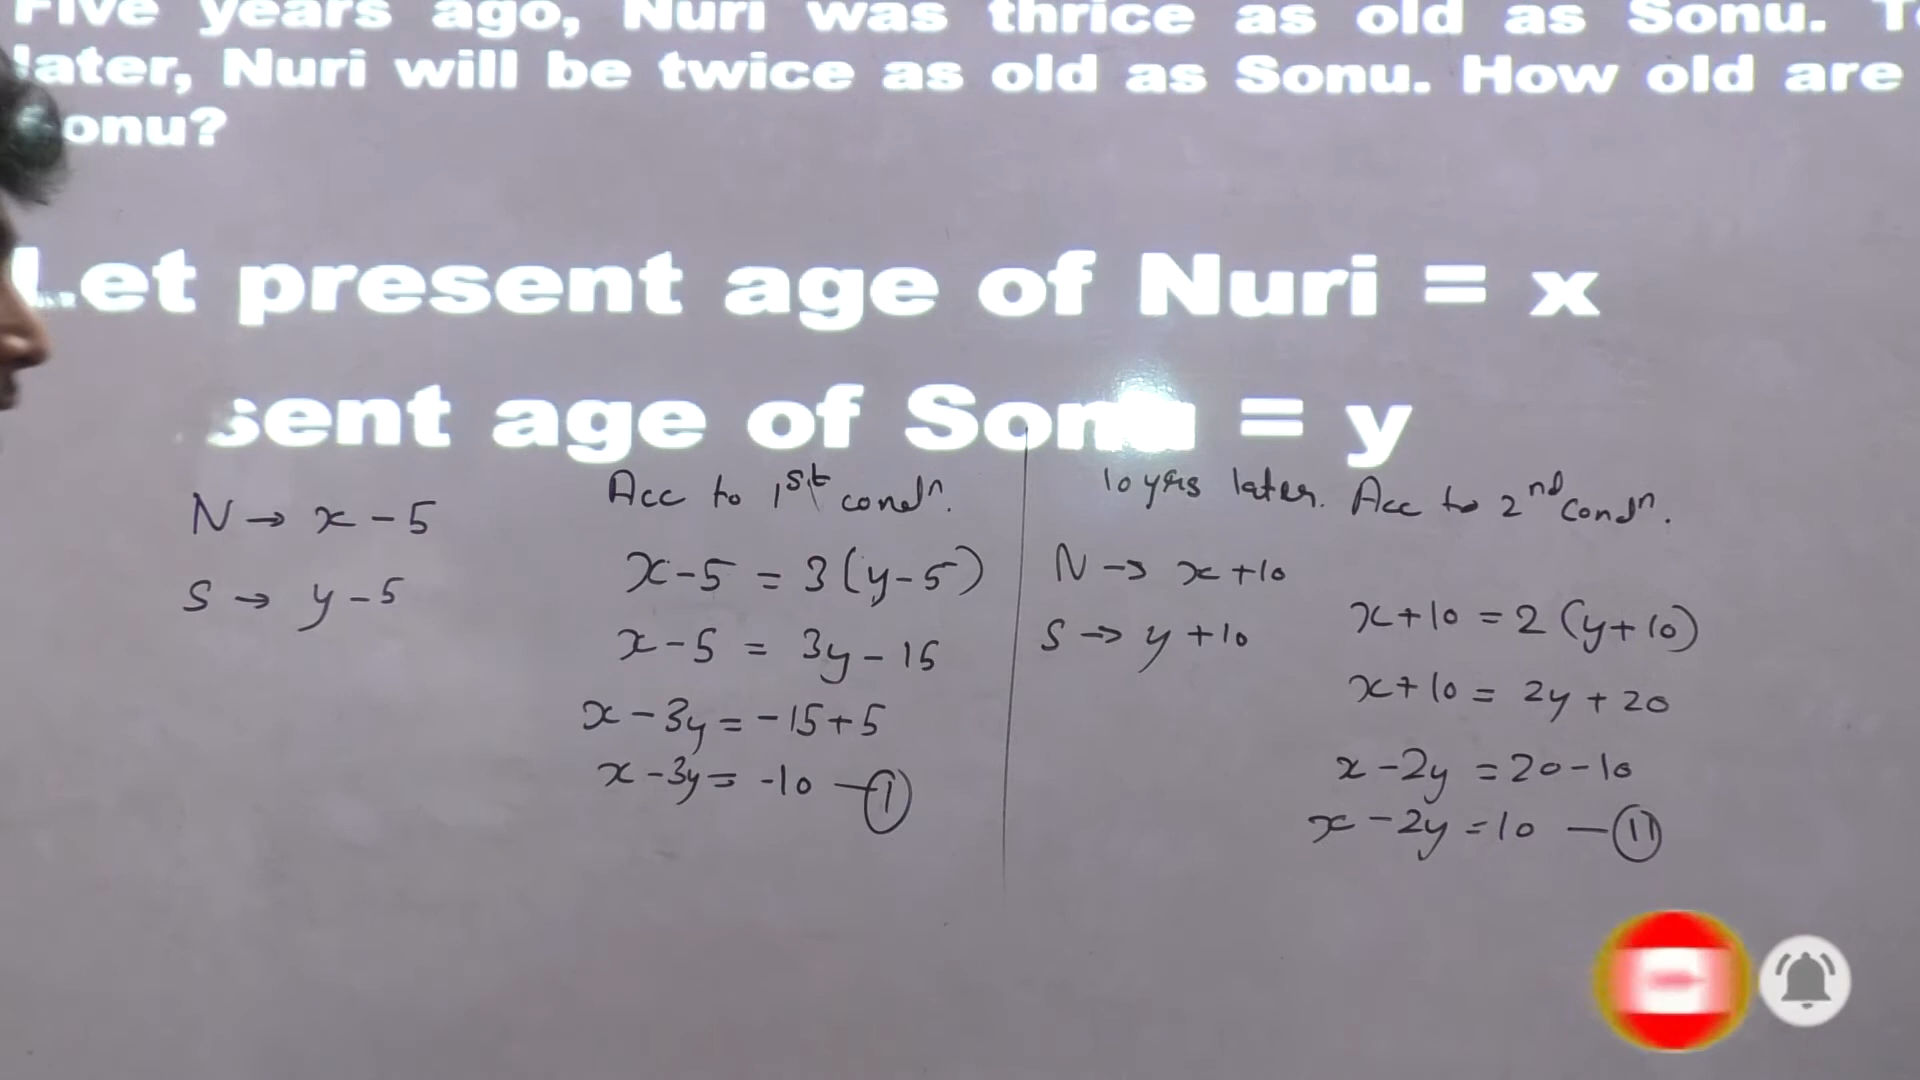 Five years ago, Nuri was thrice as old as Sonu.
later, Nuri will be twice as old as Sonu. How old are
onu?
Let present age of Nuri = x
sent age of Sonu = y
N → x - 5
S → y - 5
Acc to 1st condn.
x - 5 = 3(y - 5)
x - 5 = 3y - 15
x - 3y = -15 + 5
x - 3y = -10 — ①
10 yrs later.
N → x + 10
S → y + 10
Acc to 2nd condn.
x + 10 = 2(y + 10)
x + 10 = 2y + 20
x - 2y = 20 - 10
x - 2y = 10 — ⑪